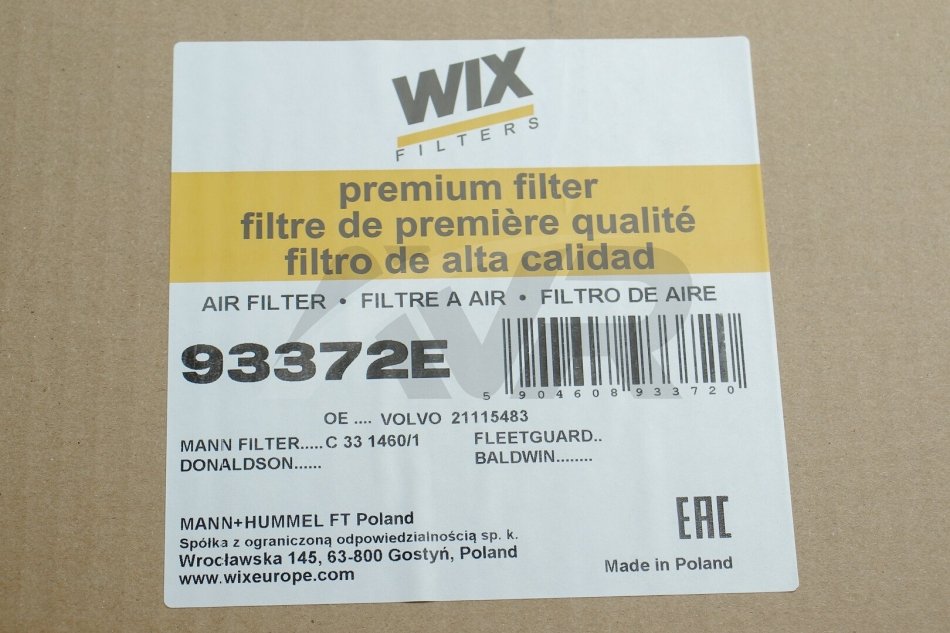 WIX
FILTERS
premium filter
filtre de première qualité
filtro de alta calidad
AIR FILTER • FILTRE A AIR • FILTRO DE AIRE
93372E
5 904608 933720
OE .... VOLVO 21115483
MANN FILTER.....C 33 1460/1
FLEETGUARD..
DONALDSON......
BALDWIN........
MANN+HUMMEL FT Poland
Spółka z ograniczoną odpowiedzialnością sp. k.
Wrocławska 145, 63-800 Gostyń, Poland
www.wixeurope.com
EAC
Made in Poland